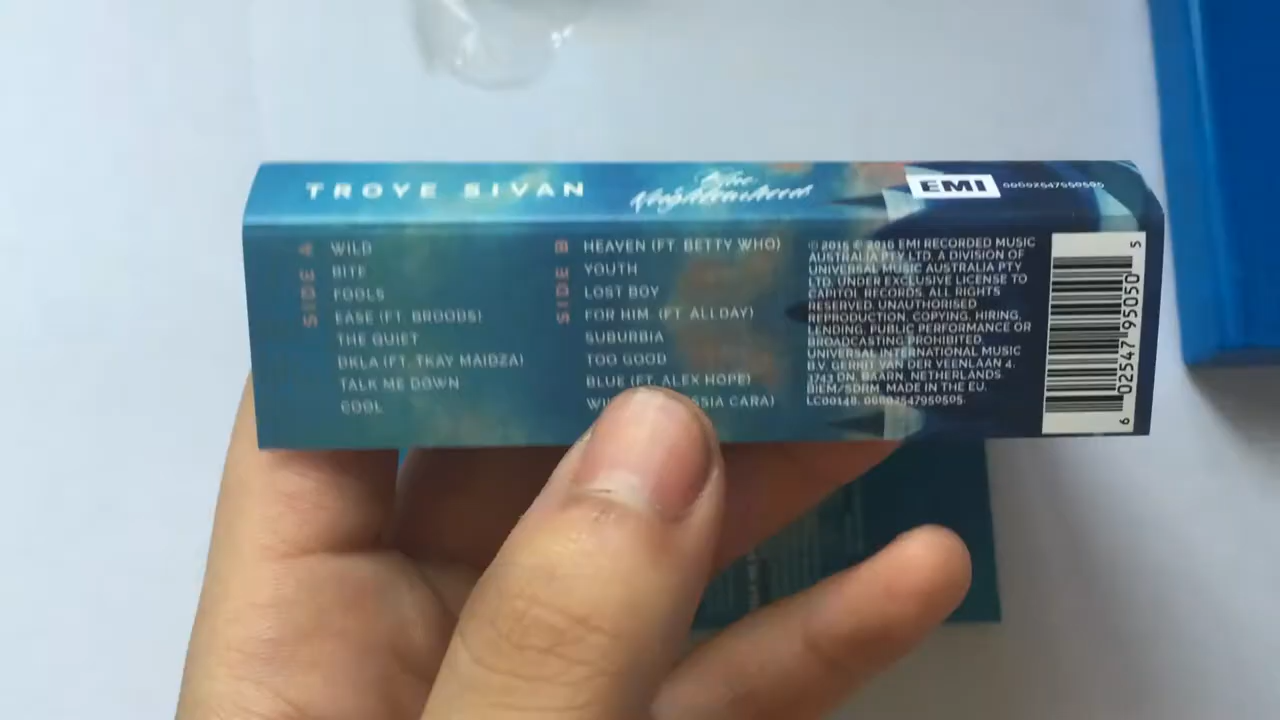 TROYE SIVAN
The
Neighbourhood
EMI
00602547950505
SIDE A
WILD
BITE
FOOLS
EASE (FT. BROODS)
THE QUIET
DKLA (FT. TKAY MAIDZA)
TALK ME DOWN
COOL
SIDE B
HEAVEN (FT BETTY WHO)
YOUTH
LOST BOY
FOR HIM. (FT ALLDAY)
SUBURBIA
TOO GOOD
BLUE (FT. ALEX HOPE)
CARA)
℗ 2015 © 2016 EMI RECORDED MUSIC
AUSTRALIA PTY LTD, A DIVISION OF
UNIVERSAL MUSIC AUSTRALIA PTY
LTD. UNDER EXCLUSIVE LICENSE TO
CAPITOL RECORDS. ALL RIGHTS
RESERVED. UNAUTHORISED
REPRODUCTION, COPYING, HIRING,
LENDING, PUBLIC PERFORMANCE OR
BROADCASTING PROHIBITED.
UNIVERSAL INTERNATIONAL MUSIC
B.V. GERRIT VAN DER VEENLAAN 4,
3743 DN, BAARN, NETHERLANDS
BIEM/SDRM. MADE IN THE EU.
LC00148. 00602547950505.
6 02547 95050 5